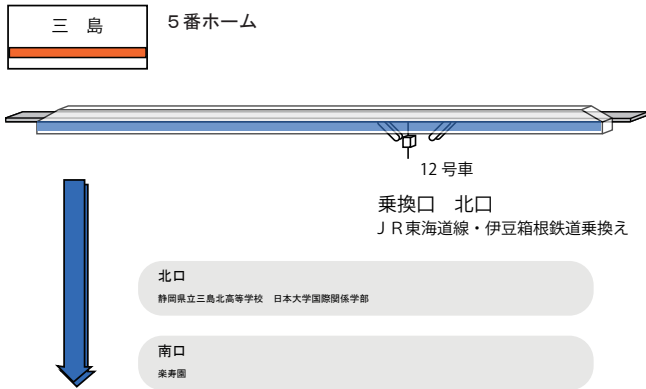 三 島
5番ホーム
12 号車
乗換口 北口
JR東海道線・伊豆箱根鉄道乗換え
北口
静岡県立三島北高等学校 日本大学国際関係学部
南口
楽寿園